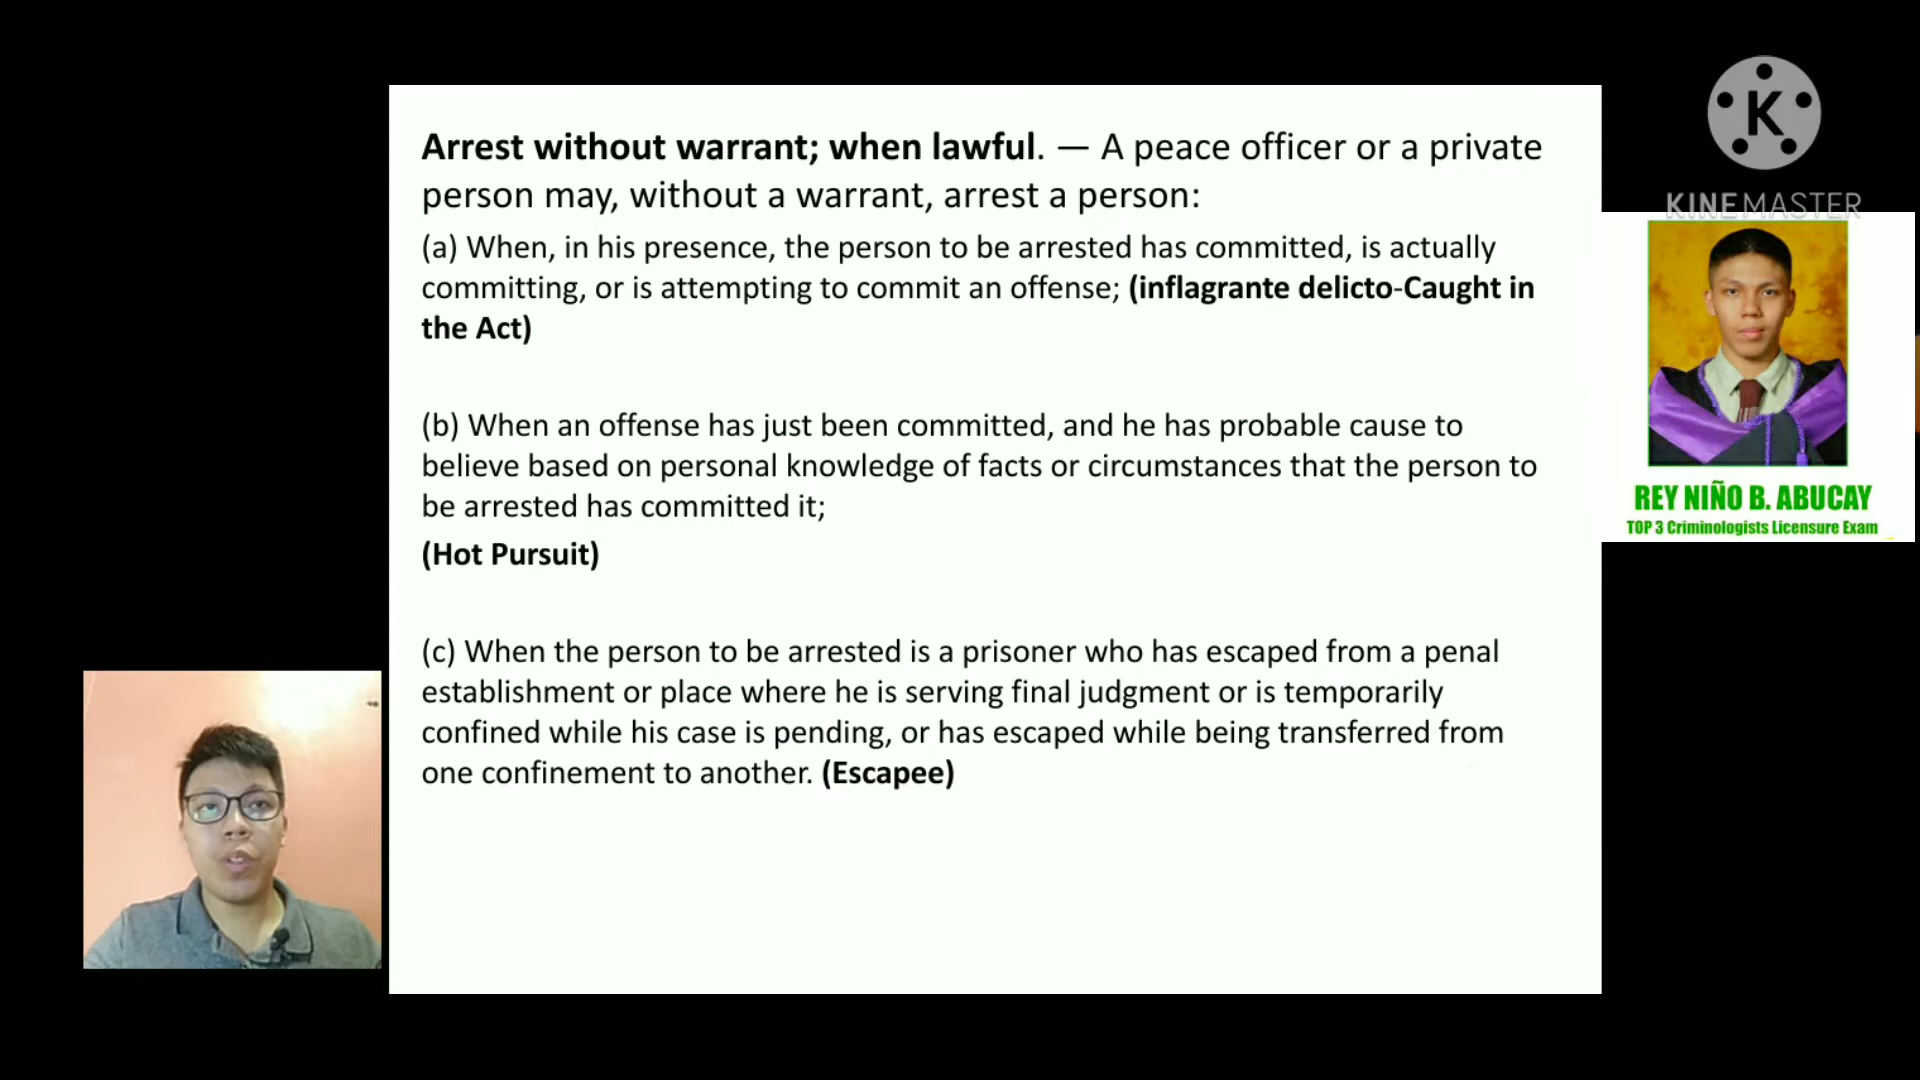 Arrest without warrant; when lawful. — A peace officer or a private
person may, without a warrant, arrest a person:
(a) When, in his presence, the person to be arrested has committed, is actually
committing, or is attempting to commit an offense; (inflagrante delicto-Caught in
the Act)
(b) When an offense has just been committed, and he has probable cause to
believe based on personal knowledge of facts or circumstances that the person to
be arrested has committed it;
(Hot Pursuit)
(c) When the person to be arrested is a prisoner who has escaped from a penal
establishment or place where he is serving final judgment or is temporarily
confined while his case is pending, or has escaped while being transferred from
one confinement to another. (Escapee)
K
KINEMASTER
REY NIÑO B. ABUCAY
TOP 3 Criminologists Licensure Exam